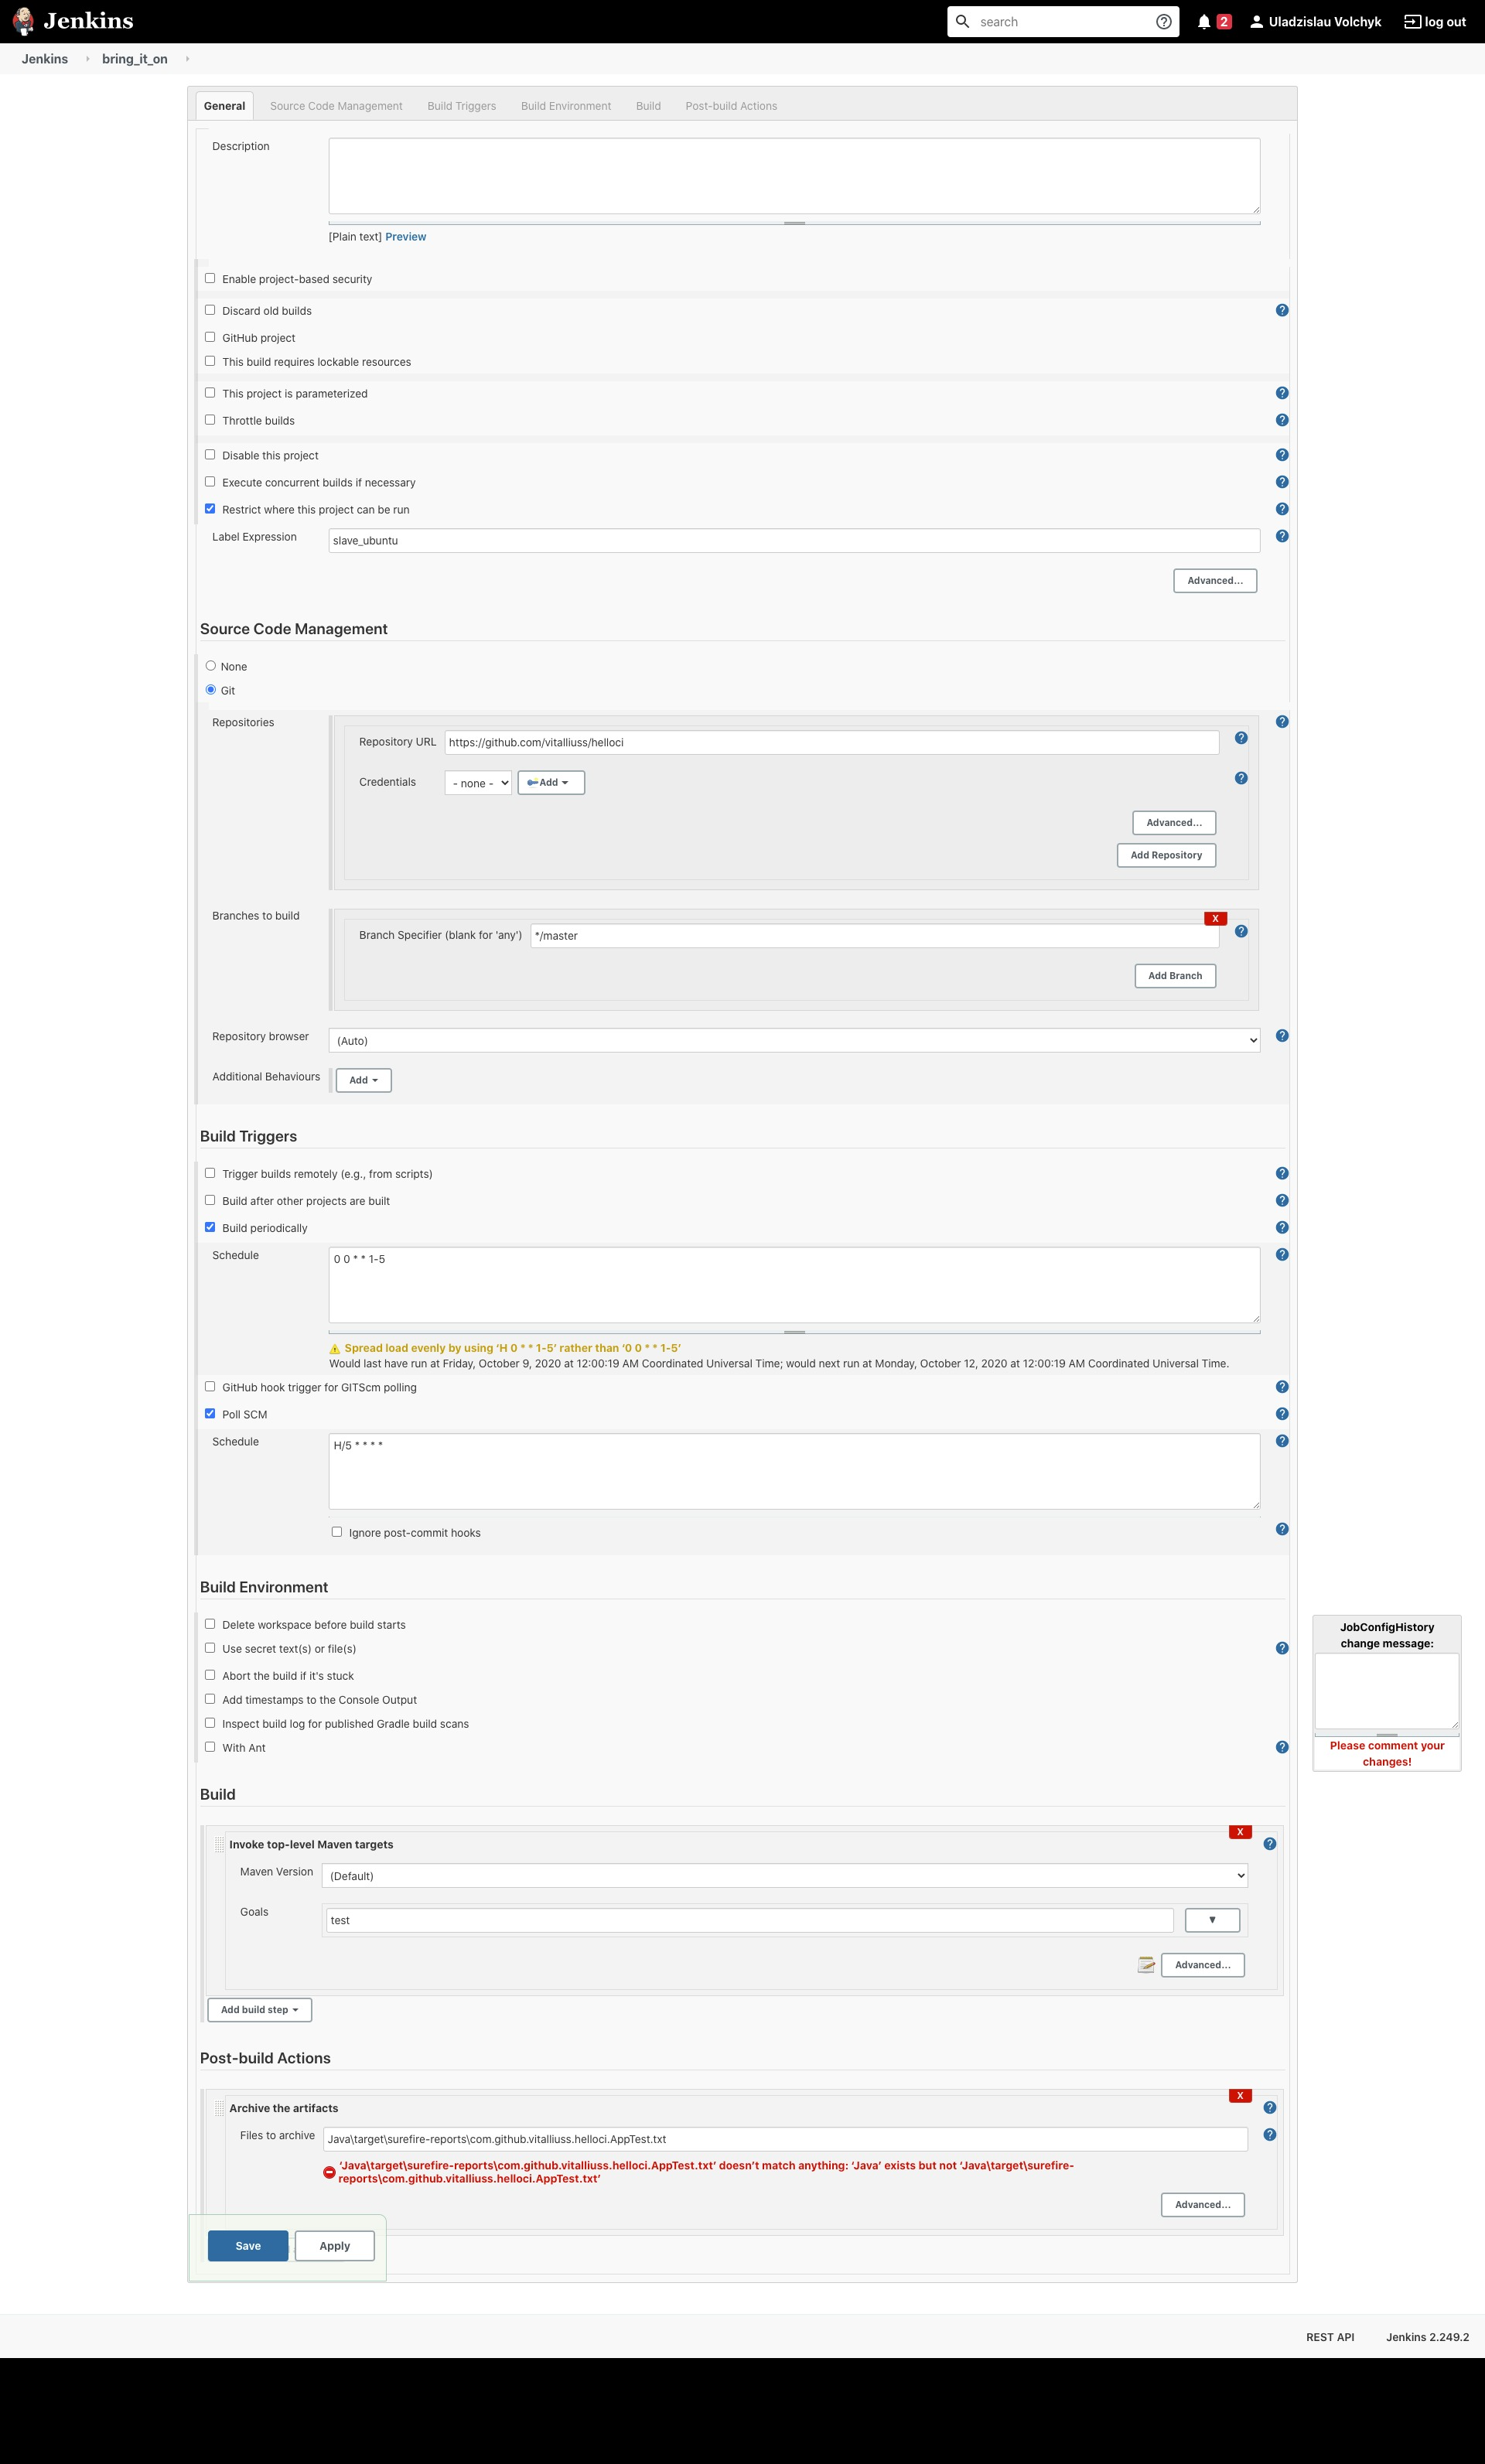 Jenkins
search
2
Uladzislau Volchyk
log out
Jenkins
bring_it_on
General
Source Code Management
Build Triggers
Build Environment
Build
Post-build Actions
Description
[Plain text] Preview
Enable project-based security
Discard old builds
GitHub project
This build requires lockable resources
This project is parameterized
Throttle builds
Disable this project
Execute concurrent builds if necessary
Restrict where this project can be run
Label Expression
slave_ubuntu
Advanced...
Source Code Management
None
Git
Repositories
Repository URL
https://github.com/vitalliuss/helloci
Credentials
- none -
Add
Advanced...
Add Repository
Branches to build
X
Branch Specifier (blank for 'any')
*/master
Add Branch
Repository browser
(Auto)
Additional Behaviours
Add
Build Triggers
Trigger builds remotely (e.g., from scripts)
Build after other projects are built
Build periodically
Schedule
0 0 * * 1-5
Spread load evenly by using ‘H 0 * * 1-5’ rather than ‘0 0 * * 1-5’
Would last have run at Friday, October 9, 2020 at 12:00:19 AM Coordinated Universal Time; would next run at Monday, October 12, 2020 at 12:00:19 AM Coordinated Universal Time.
GitHub hook trigger for GITScm polling
Poll SCM
Schedule
H/5 * * * *
Ignore post-commit hooks
Build Environment
Delete workspace before build starts
Use secret text(s) or file(s)
Abort the build if it's stuck
Add timestamps to the Console Output
Inspect build log for published Gradle build scans
With Ant
JobConfigHistory
change message:
Please comment your
changes!
Build
X
Invoke top-level Maven targets
Maven Version
(Default)
Goals
test
Advanced...
Add build step
Post-build Actions
X
Archive the artifacts
Files to archive
Java\target\surefire-reports\com.github.vitalliuss.helloci.AppTest.txt
‘Java\target\surefire-reports\com.github.vitalliuss.helloci.AppTest.txt’ doesn’t match anything: ‘Java’ exists but not ‘Java\target\surefire-
reports\com.github.vitalliuss.helloci.AppTest.txt’
Advanced...
Save
Apply
REST API
Jenkins 2.249.2